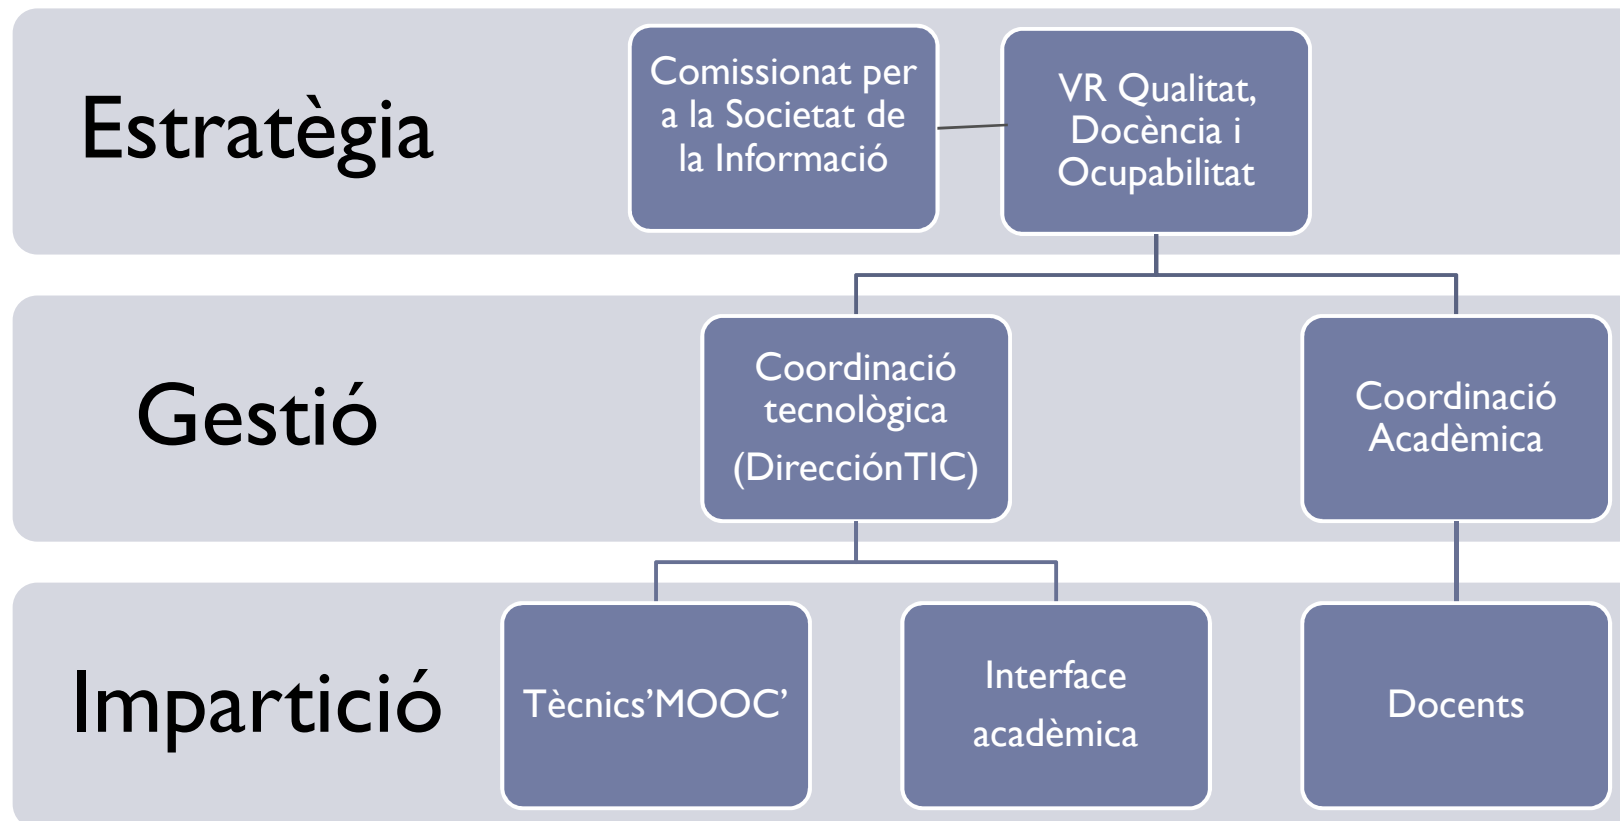 Estratègia
Comissionat per
a la Societat de
la Informació
VR Qualitat,
Docència i
Ocupabilitat
Gestió
Coordinació
tecnològica
(DirecciónTIC)
Coordinació
Acadèmica
Impartició
Tècnics’MOOC’
Interface
acadèmica
Docents